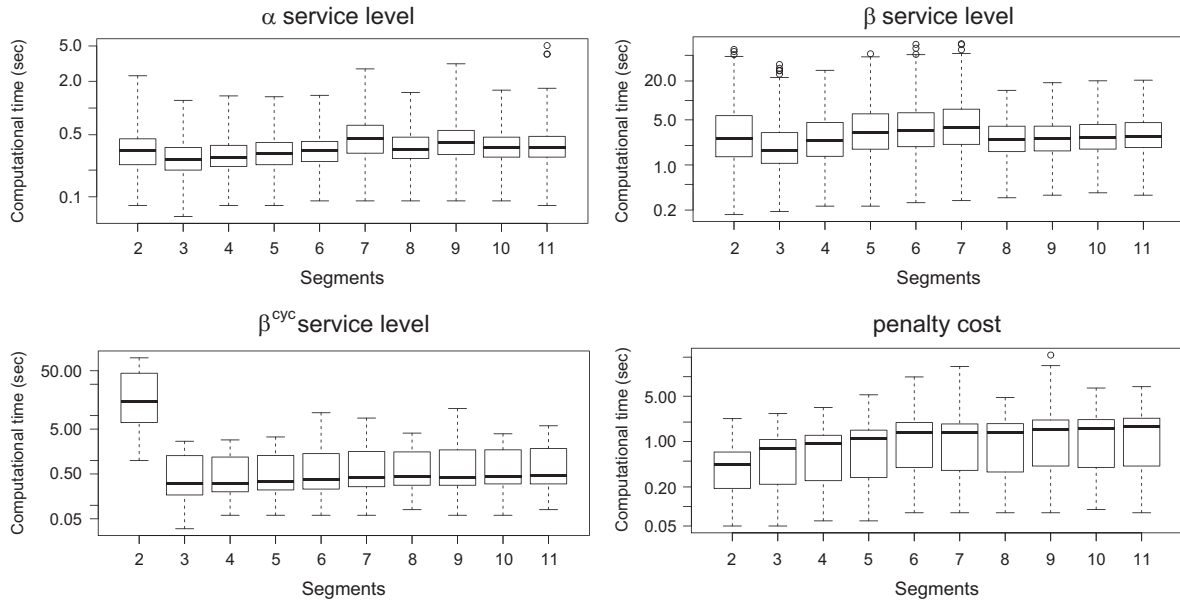 α service level
Computational time (sec)
5.0
2.0
0.5
0.1
2 3 4 5 6 7 8 9 10 11
Segments
β service level
Computational time (sec)
20.0
5.0
1.0
0.2
2 3 4 5 6 7 8 9 10 11
Segments
β^cyc service level
Computational time (sec)
50.00
5.00
0.50
0.05
2 3 4 5 6 7 8 9 10 11
Segments
penalty cost
Computational time (sec)
5.00
1.00
0.20
0.05
2 3 4 5 6 7 8 9 10 11
Segments